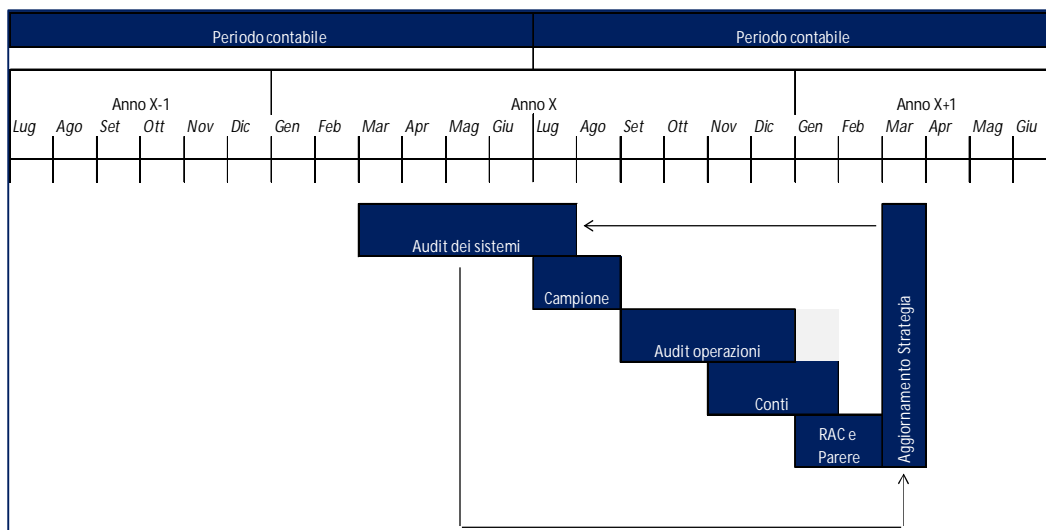 Periodo contabile Periodo contabile
Anno X-1 Anno X Anno X+1
Lug Ago Set Ott Nov Dic Gen Feb Mar Apr Mag Giu Lug Ago Set Ott Nov Dic Gen Feb Mar Apr Mag Giu
Audit dei sistemi
Campione
Audit operazioni
Conti
RAC e
Parere
Aggiornamento Strategia